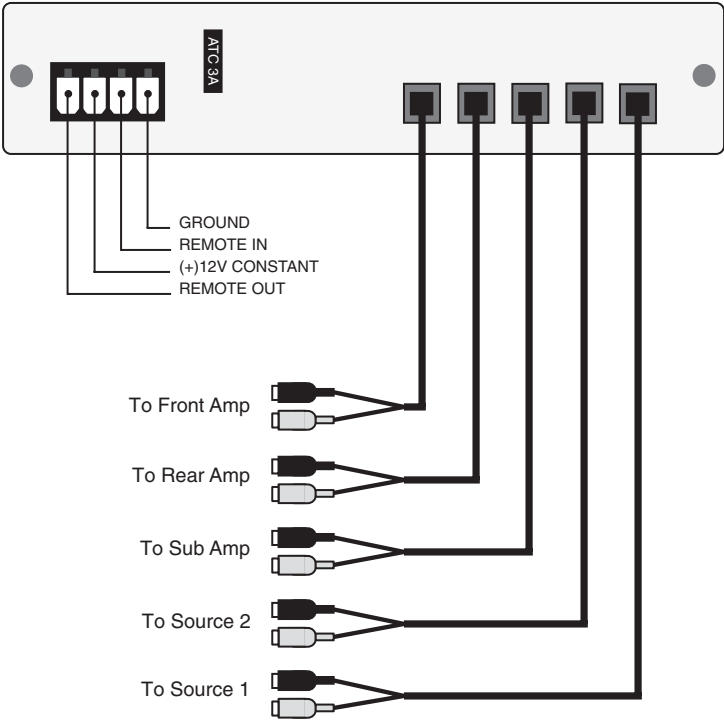 ATC 3A
GROUND
REMOTE IN
(+)12V CONSTANT
REMOTE OUT
To Front Amp
To Rear Amp
To Sub Amp
To Source 2
To Source 1